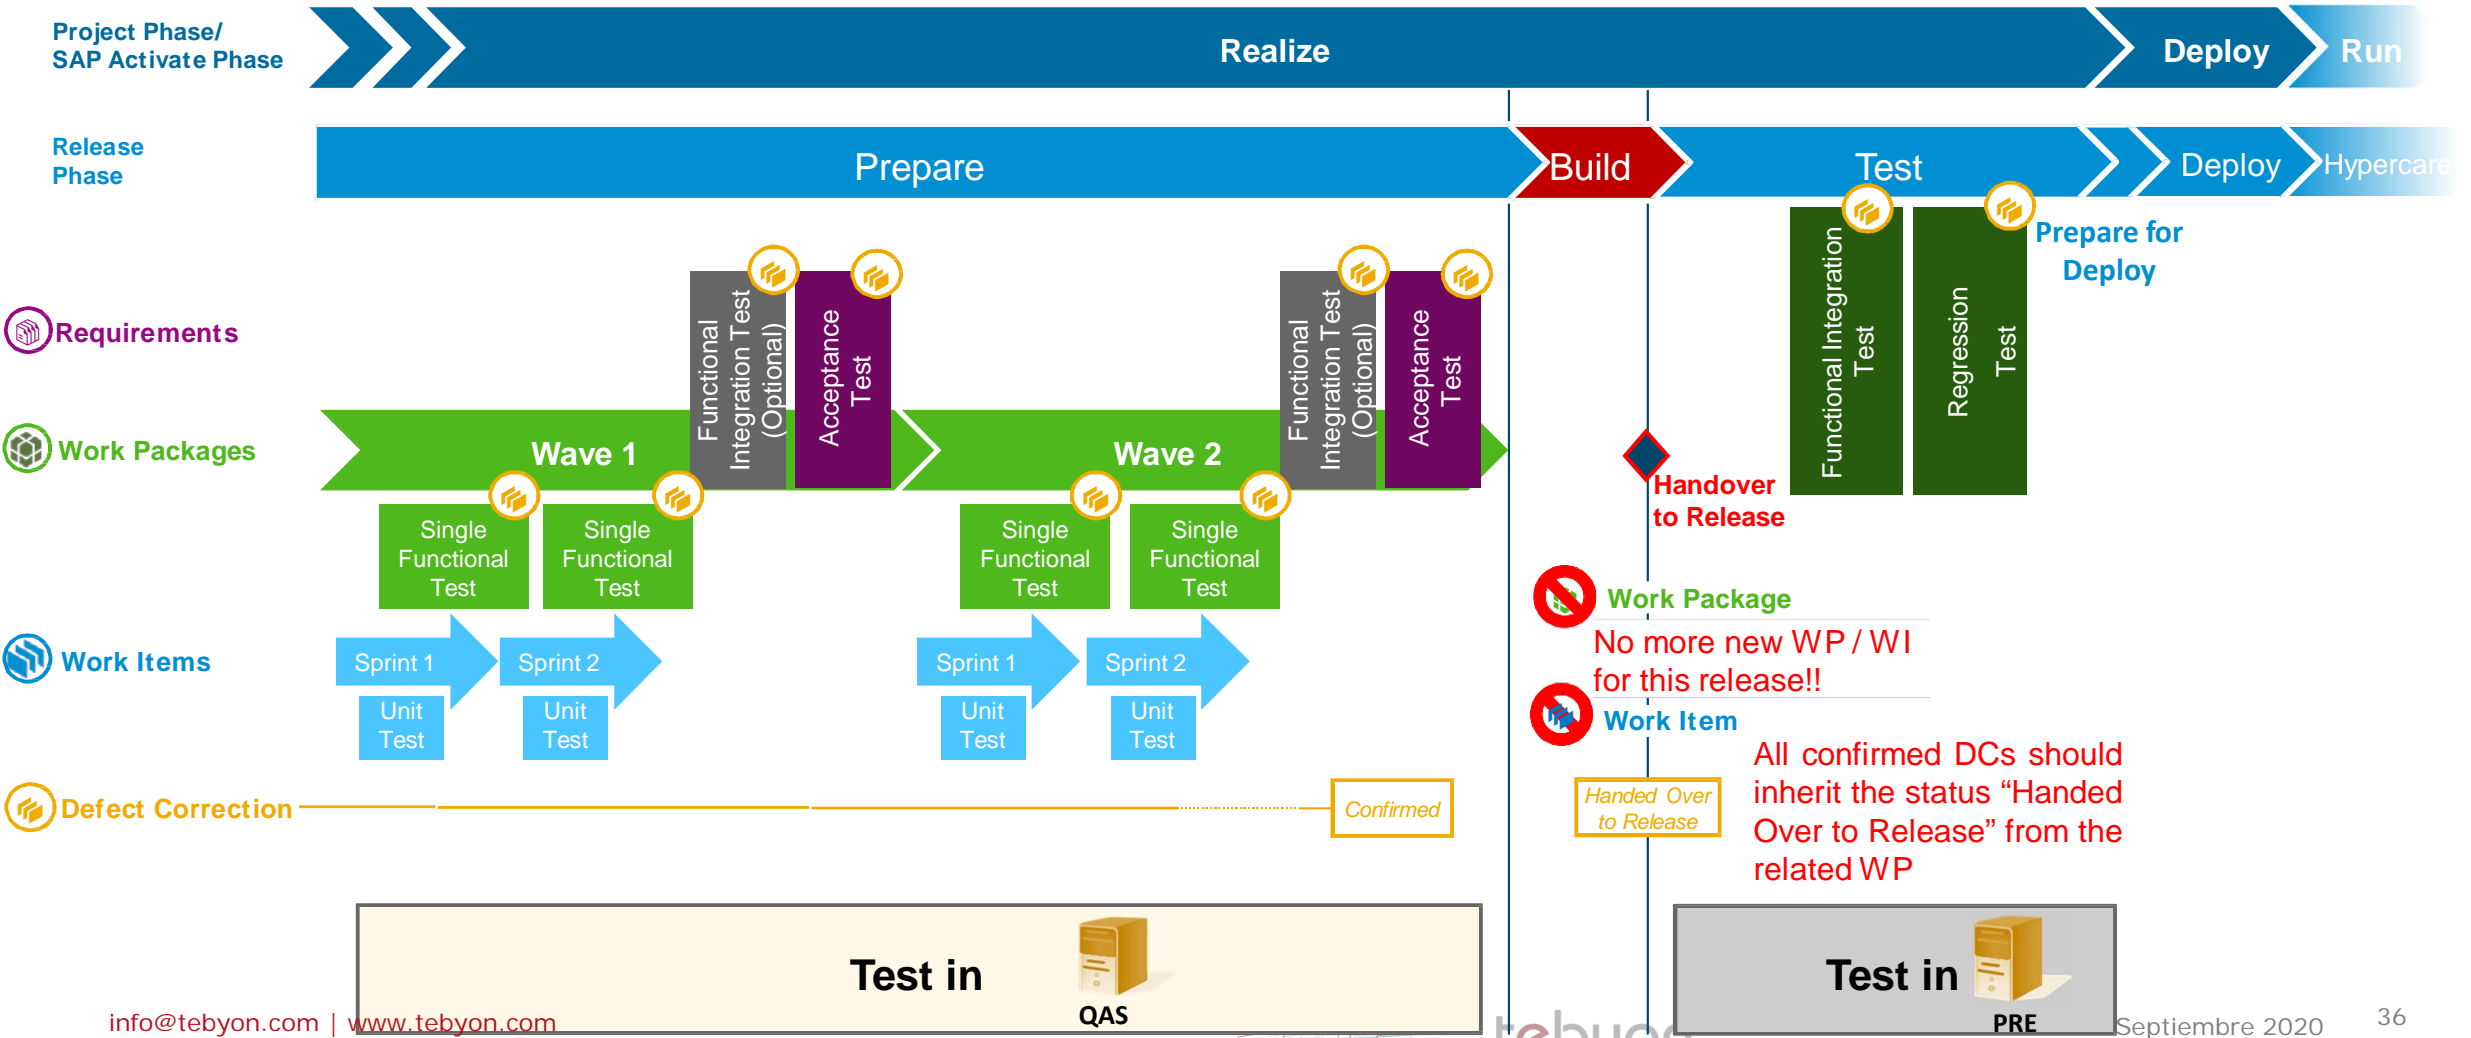 Project Phase/
SAP Activate Phase
Realize
Deploy
Run
Release
Phase
Prepare
Build
Test
Deploy
Hypercare
Prepare for
Deploy
Requirements
Functional
Integration Test
(Optional)
Acceptance
Test
Functional
Integration Test
(Optional)
Acceptance
Test
Functional Integration
Test
Regression
Test
Work Packages
Wave 1
Wave 2
Handover
to Release
Single
Functional
Test
Single
Functional
Test
Single
Functional
Test
Single
Functional
Test
Work Package
No more new WP / WI
for this release!!
Work Item
Work Items
Sprint 1
Sprint 2
Sprint 1
Sprint 2
Unit
Test
Unit
Test
Unit
Test
Unit
Test
Defect Correction
Confirmed
Handed Over
to Release
All confirmed DCs should
inherit the status “Handed
Over to Release” from the
related WP
Test in
QAS
Test in
PRE
info@tebyon.com | www.tebyon.com
tebyon
Septiembre 2020
36